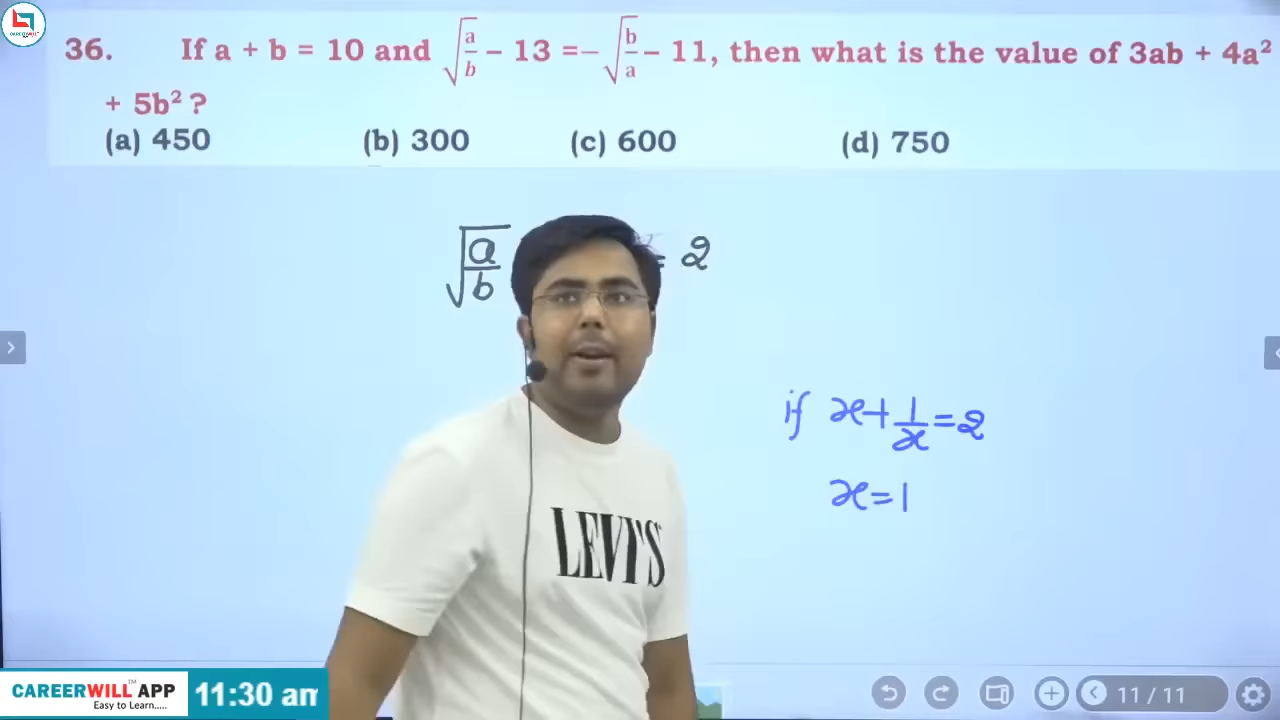 CAREERWILL
36. If a + b = 10 and √(a/b) − 13 = − √(b/a) − 11, then what is the value of 3ab + 4a²
+ 5b² ?
(a) 450 (b) 300 (c) 600 (d) 750
√(a/b) = 2
if x + 1/x = 2
x = 1
LEVI'S
CAREERWILL™ APP
Easy to Learn.....
11:30 am
11 / 11